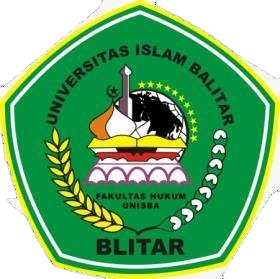 UNIVERSITAS ISLAM BALITAR
FAKULTAS HUKUM
UNISBA
BLITAR